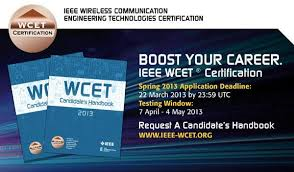 WCET
CERTIFICATION
IEEE WIRELESS COMMUNICATION
ENGINEERING TECHNOLOGIES CERTIFICATION
BOOST YOUR CAREER.
IEEE WCET ® Certification
Spring 2013 Application Deadline:
22 March 2013 by 23:59 UTC
Testing Window:
7 April - 4 May 2013
Request A Candidate's Handbook
WWW.IEEE-WCET.ORG
WCET
Candidate's Handbook
2013
IEEE